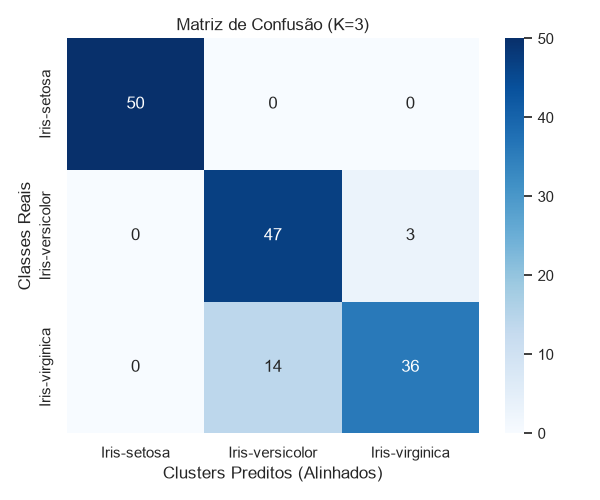 Matriz de Confusão (K=3)
Classes Reais
Iris-setosa
50
0
0
Iris-versicolor
0
47
3
Iris-virginica
0
14
36
Iris-setosa
Iris-versicolor
Iris-virginica
Clusters Preditos (Alinhados)
50
40
30
20
10
0